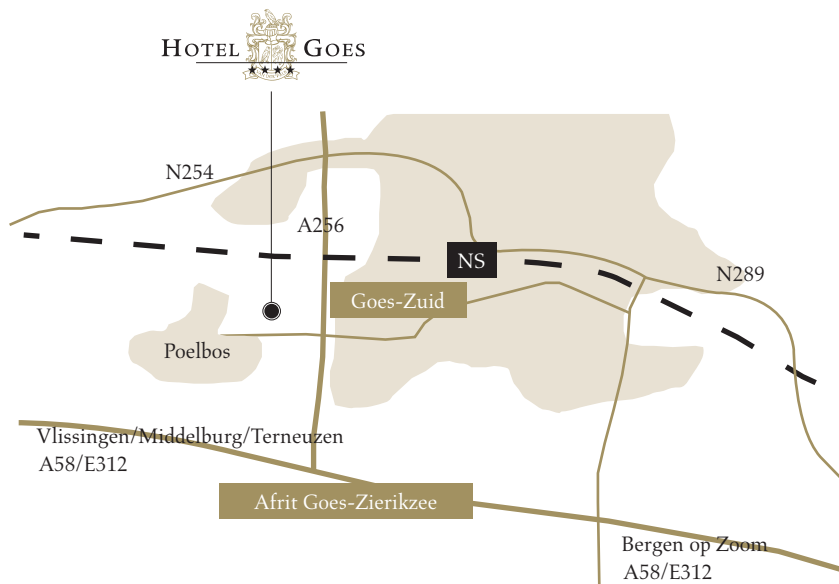 HOTEL GOES
N254
A256
NS
N289
Goes-Zuid
Poelbos
Vlissingen/Middelburg/Terneuzen
A58/E312
Afrit Goes-Zierikzee
Bergen op Zoom
A58/E312